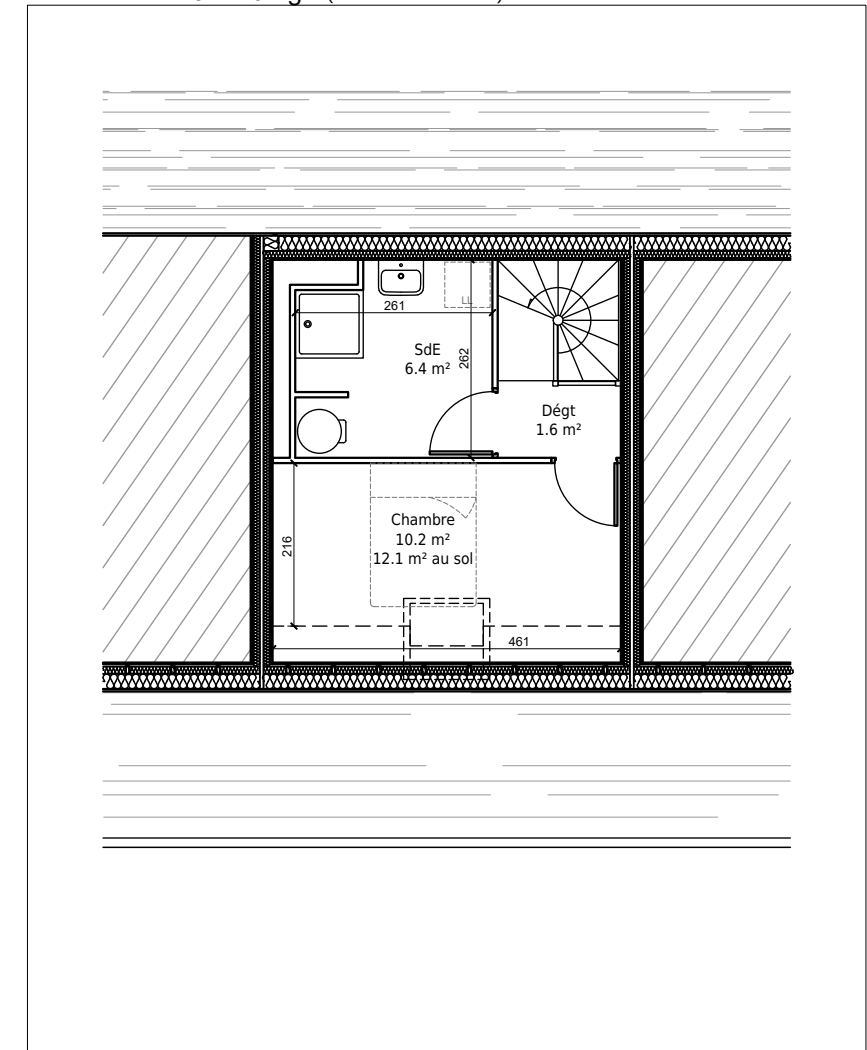 LL
261
SdE
6.4 m²
262
Dégt
1.6 m²
Chambre
10.2 m²
12.1 m² au sol
216
461